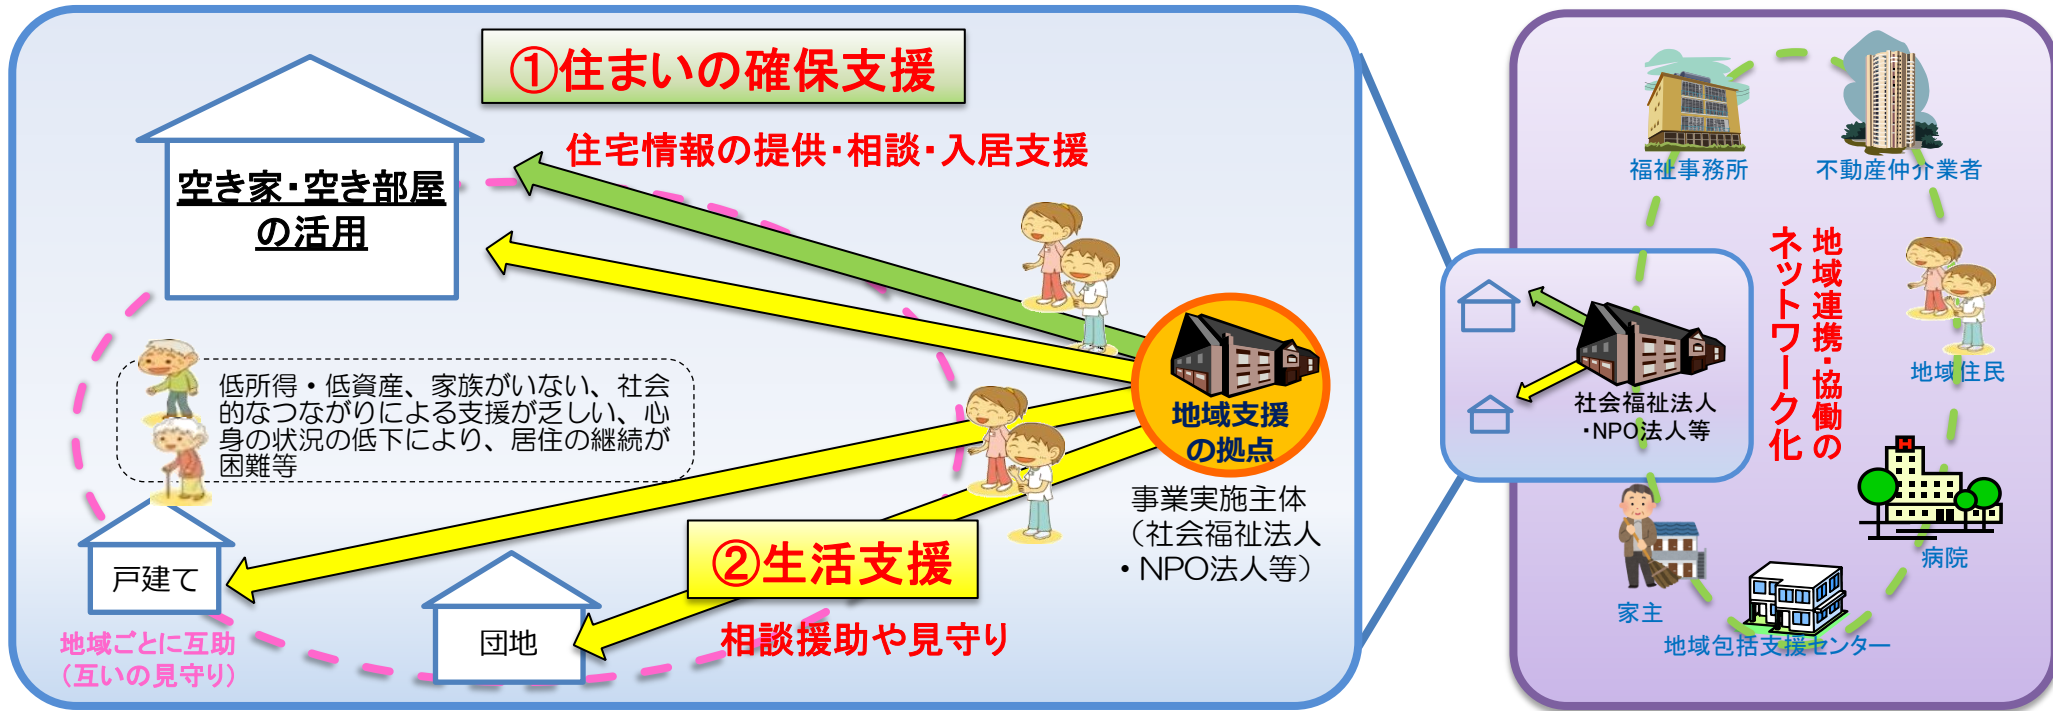 ①住まいの確保支援
住宅情報の提供・相談・入居支援
空き家・空き部屋
の活用
低所得・低資産、家族がいない、社会
的なつながりによる支援が乏しい、心
身の状況の低下により、居住の継続が
困難等
地域支援
の拠点
事業実施主体
（社会福祉法人
・NPO法人等）
②生活支援
相談援助や見守り
戸建て
団地
地域ごとに互助
（互いの見守り）
福祉事務所
不動産仲介業者
地域連携・協働の
ネットワーク化
地域住民
社会福祉法人
・NPO法人等
H
病院
家主
地域包括支援センター